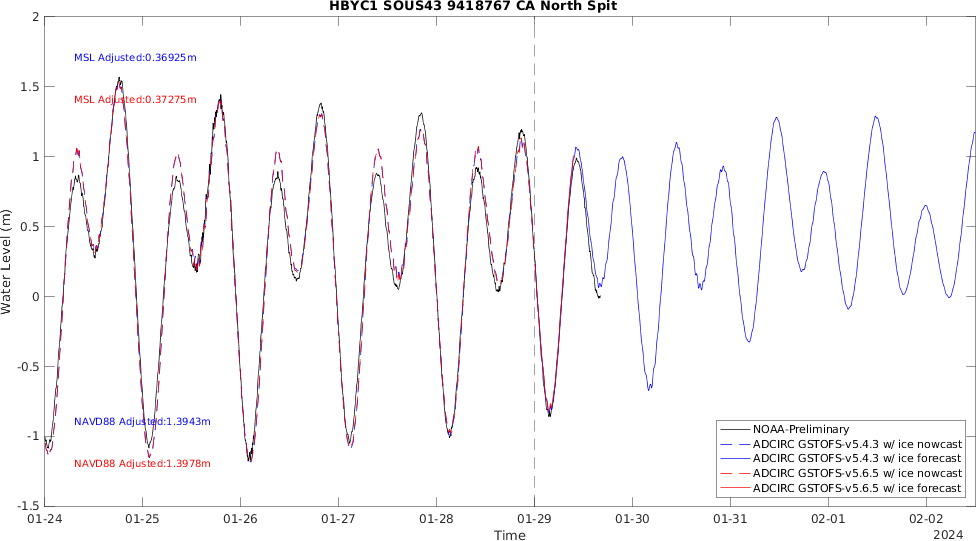 HBYC1 SOUS43 9418767 CA North Spit
2
1.5
1
0.5
0
-0.5
-1
-1.5
Water Level (m)
MSL Adjusted:0.36925m
MSL Adjusted:0.37275m
NAVD88 Adjusted:1.3943m
NAVD88 Adjusted:1.3978m
NOAA-Preliminary
ADCIRC GSTOFS-v5.4.3 w/ ice nowcast
ADCIRC GSTOFS-v5.4.3 w/ ice forecast
ADCIRC GSTOFS-v5.6.5 w/ ice nowcast
ADCIRC GSTOFS-v5.6.5 w/ ice forecast
01-24 01-25 01-26 01-27 01-28 01-29 01-30 01-31 02-01 02-02
Time
2024